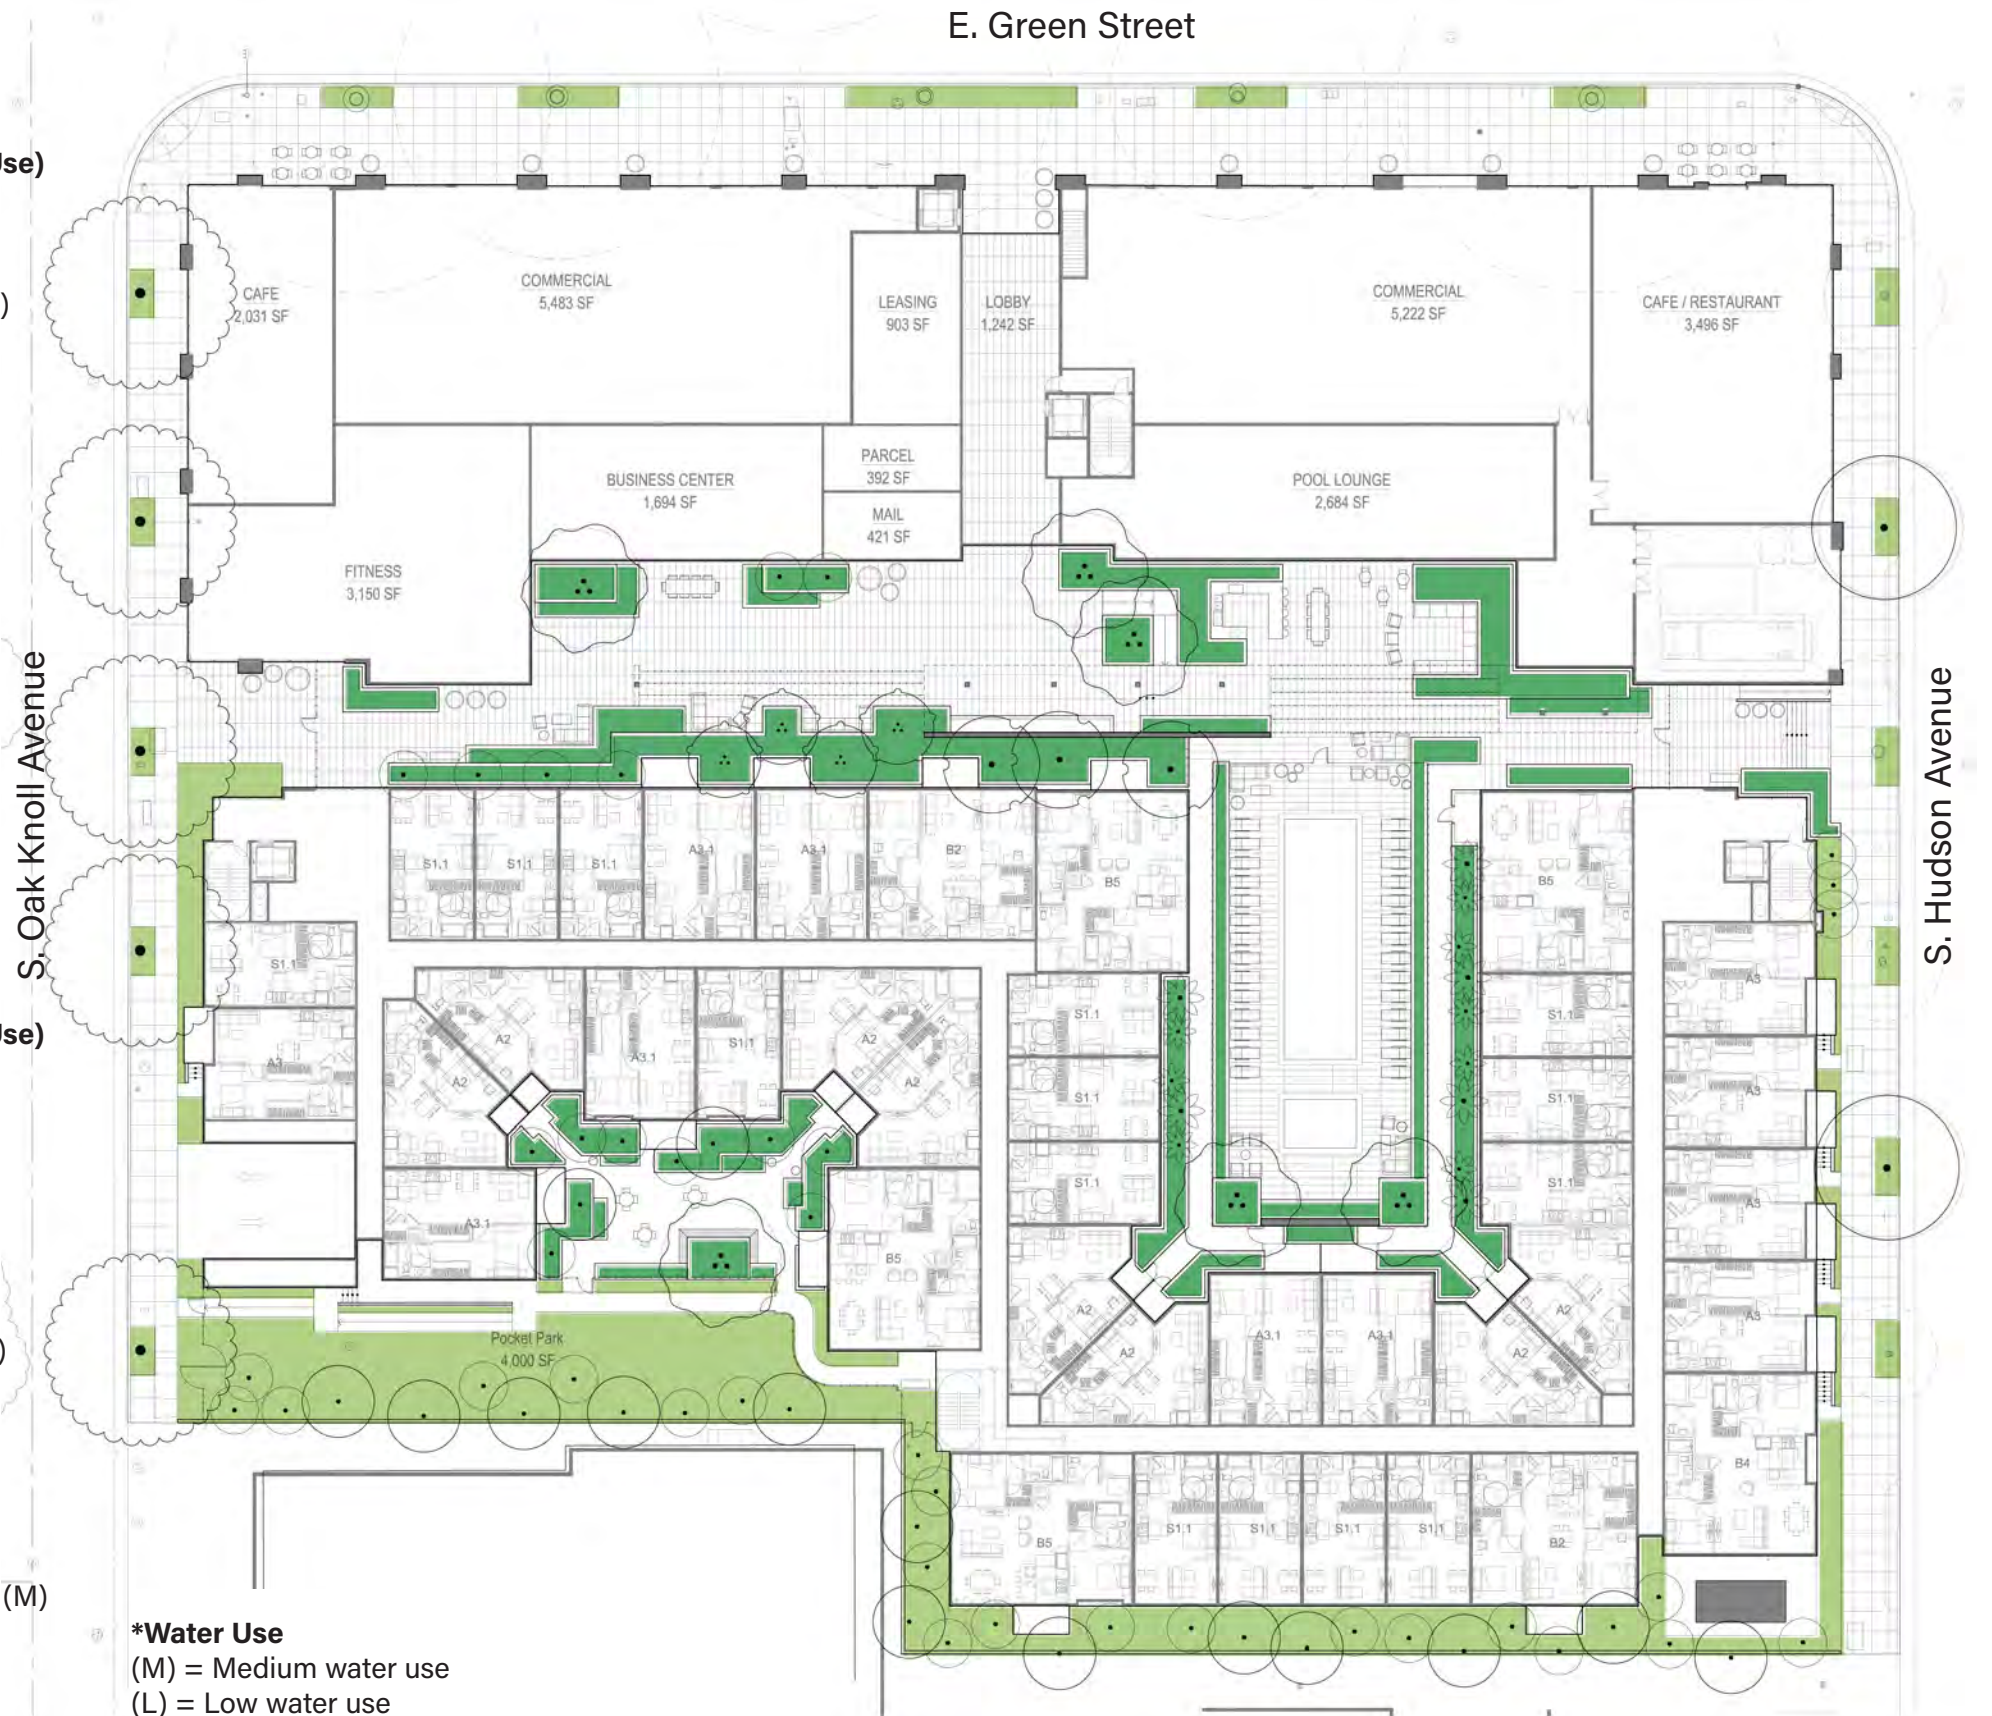 E. Green Street
Use)
)
CAFE
2,031 SF
COMMERCIAL
5,483 SF
LEASING
903 SF
LOBBY
1,242 SF
COMMERCIAL
5,222 SF
CAFE / RESTAURANT
3,496 SF
PARCEL
392 SF
BUSINESS CENTER
1,694 SF
MAIL
421 SF
POOL LOUNGE
2,684 SF
FITNESS
3,150 SF
S. Oak Knoll Avenue
S. Hudson Avenue
S1.1
S1.1
S1.1
A3.1
A3.1
B2
B5
B5
S1.1
A3
A2
A2
A3.1
S1.1
A2
A2
S1.1
S1.1
A3
Use)
A3
S1.1
S1.1
A3
S1.1
S1.1
A3.1
B5
A3
A2
A2
A3.1
A3.1
A2
A2
Pocket Park
4,000 SF
)
B4
B5
S1.1
S1.1
S1.1
S1.1
B2
(M)
*Water Use
(M) = Medium water use
(L) = Low water use